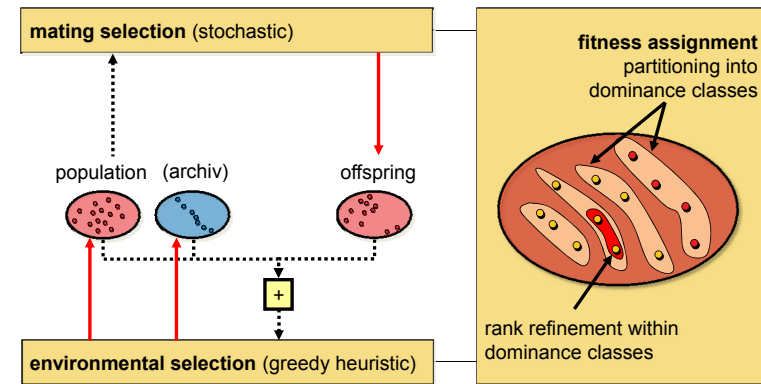 mating selection (stochastic)
fitness assignment
partitioning into
dominance classes
population
(archiv)
offspring
+
rank refinement within
dominance classes
environmental selection (greedy heuristic)